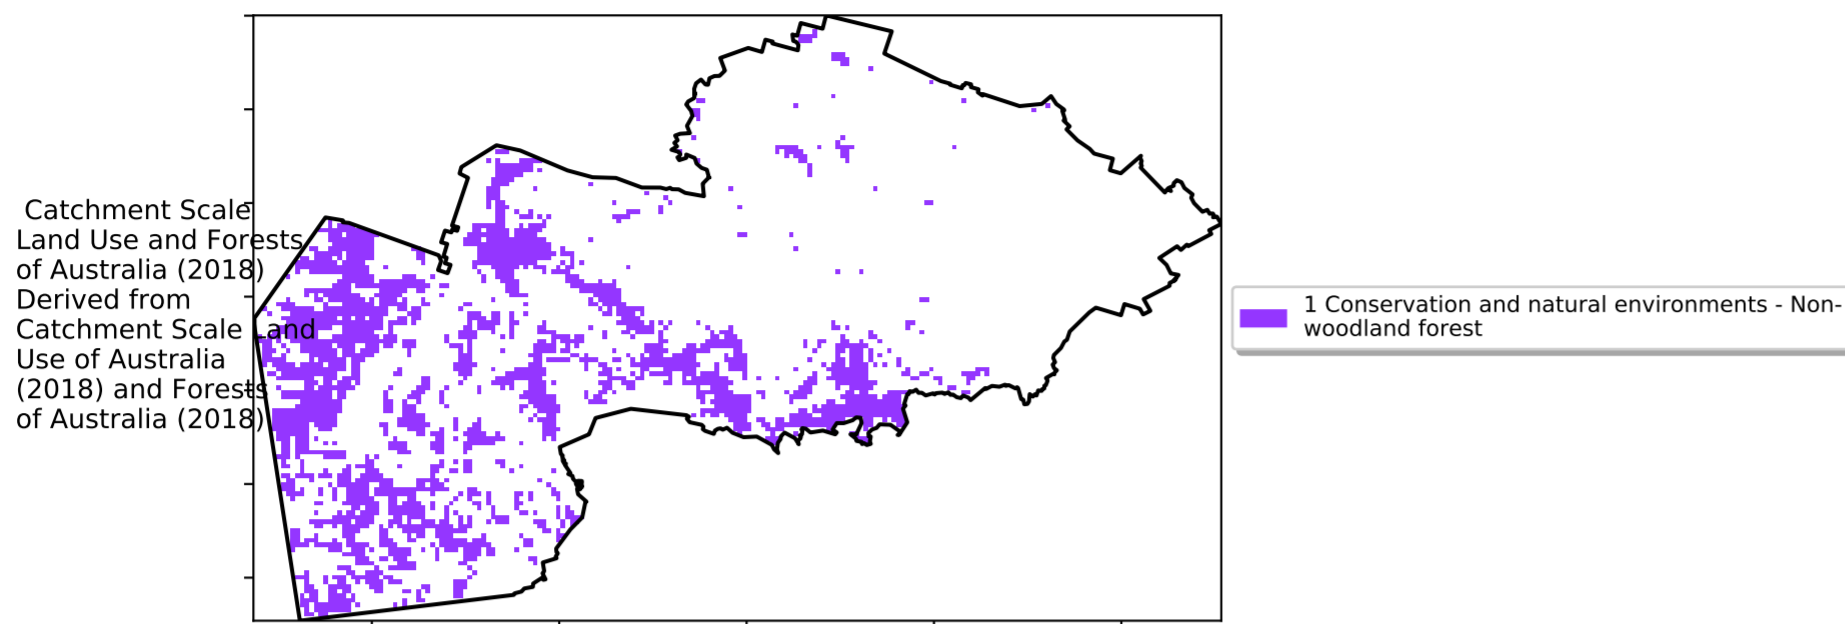 Catchment Scale
Land Use and Forests
of Australia (2018)
Derived from
Catchment Scale Land
Use of Australia
(2018) and Forests
of Australia (2018)
1 Conservation and natural environments - Non-
woodland forest